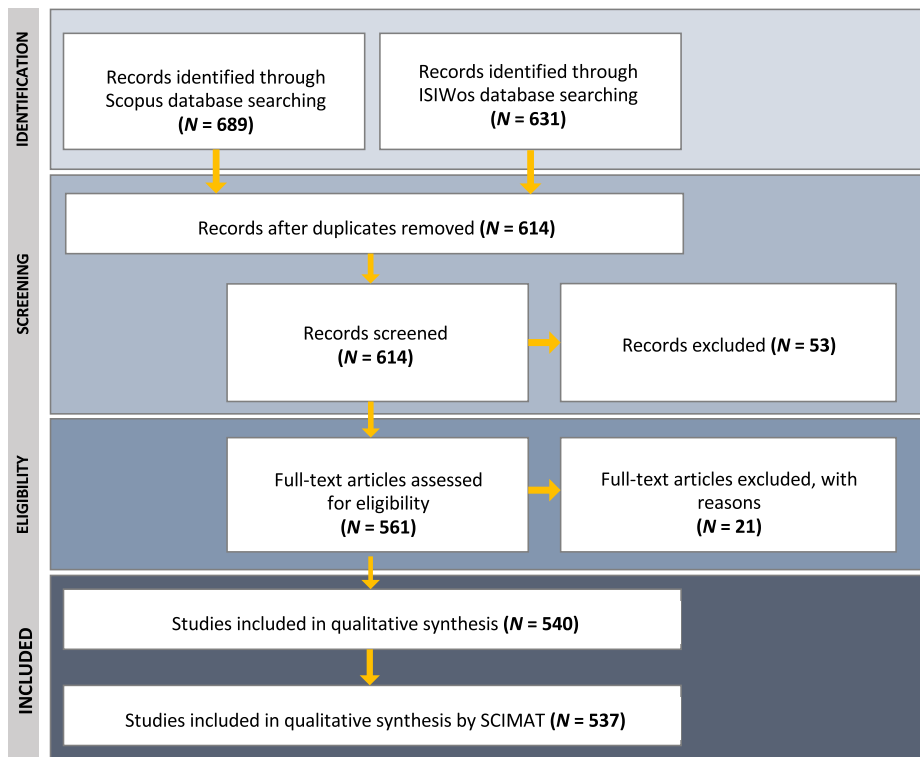 IDENTIFICATION
Records identified through
Scopus database searching
(N = 689)
Records identified through
ISIWos database searching
(N = 631)
SCREENING
Records after duplicates removed (N = 614)
Records screened
(N = 614)
Records excluded (N = 53)
ELIGIBILITY
Full-text articles assessed
for eligibility
(N = 561)
Full-text articles excluded, with
reasons
(N = 21)
INCLUDED
Studies included in qualitative synthesis (N = 540)
Studies included in qualitative synthesis by SCIMAT (N = 537)